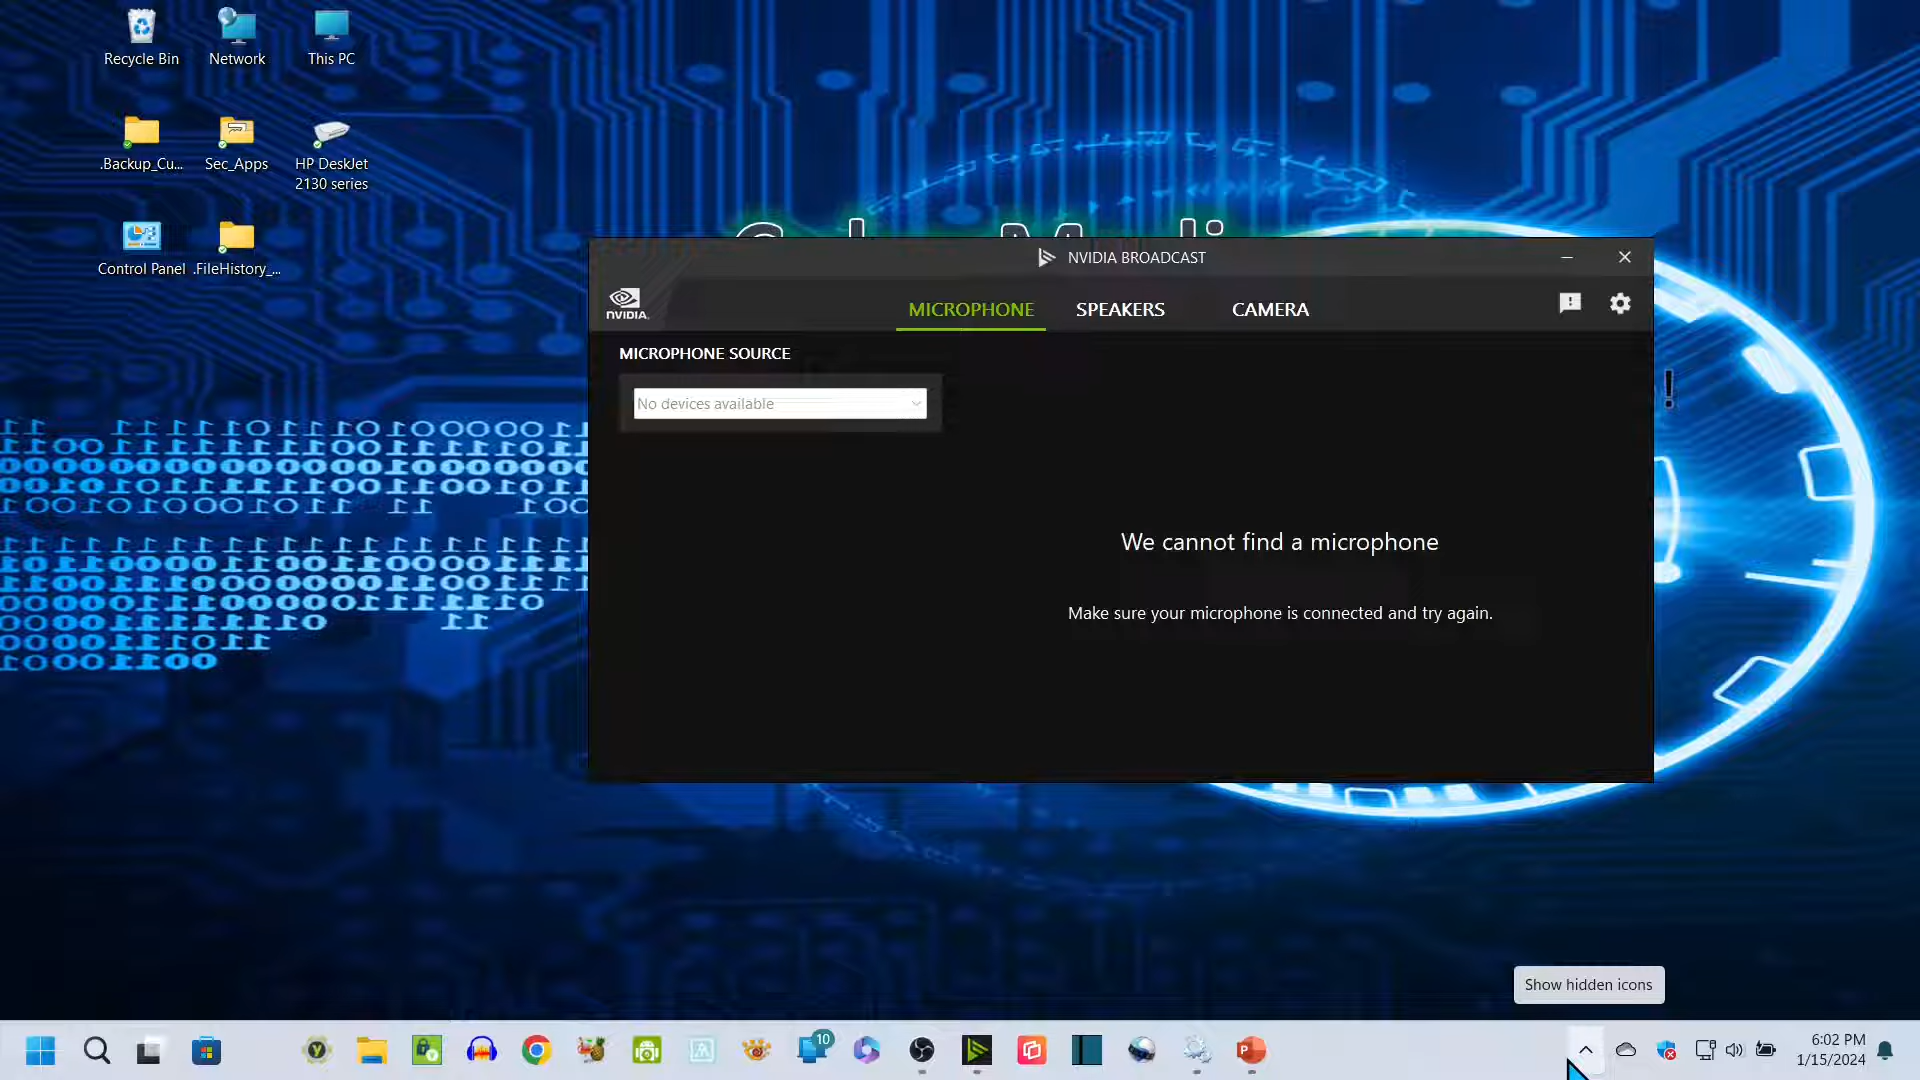 Recycle Bin
Network
This PC
.Backup_Cu...
Sec_Apps
HP DeskJet
2130 series
Control Panel
.FileHistory_...
NVIDIA BROADCAST
NVIDIA.
MICROPHONE
SPEAKERS
CAMERA
MICROPHONE SOURCE
No devices available
We cannot find a microphone
Make sure your microphone is connected and try again.
Show hidden icons
10
6:02 PM
1/15/2024